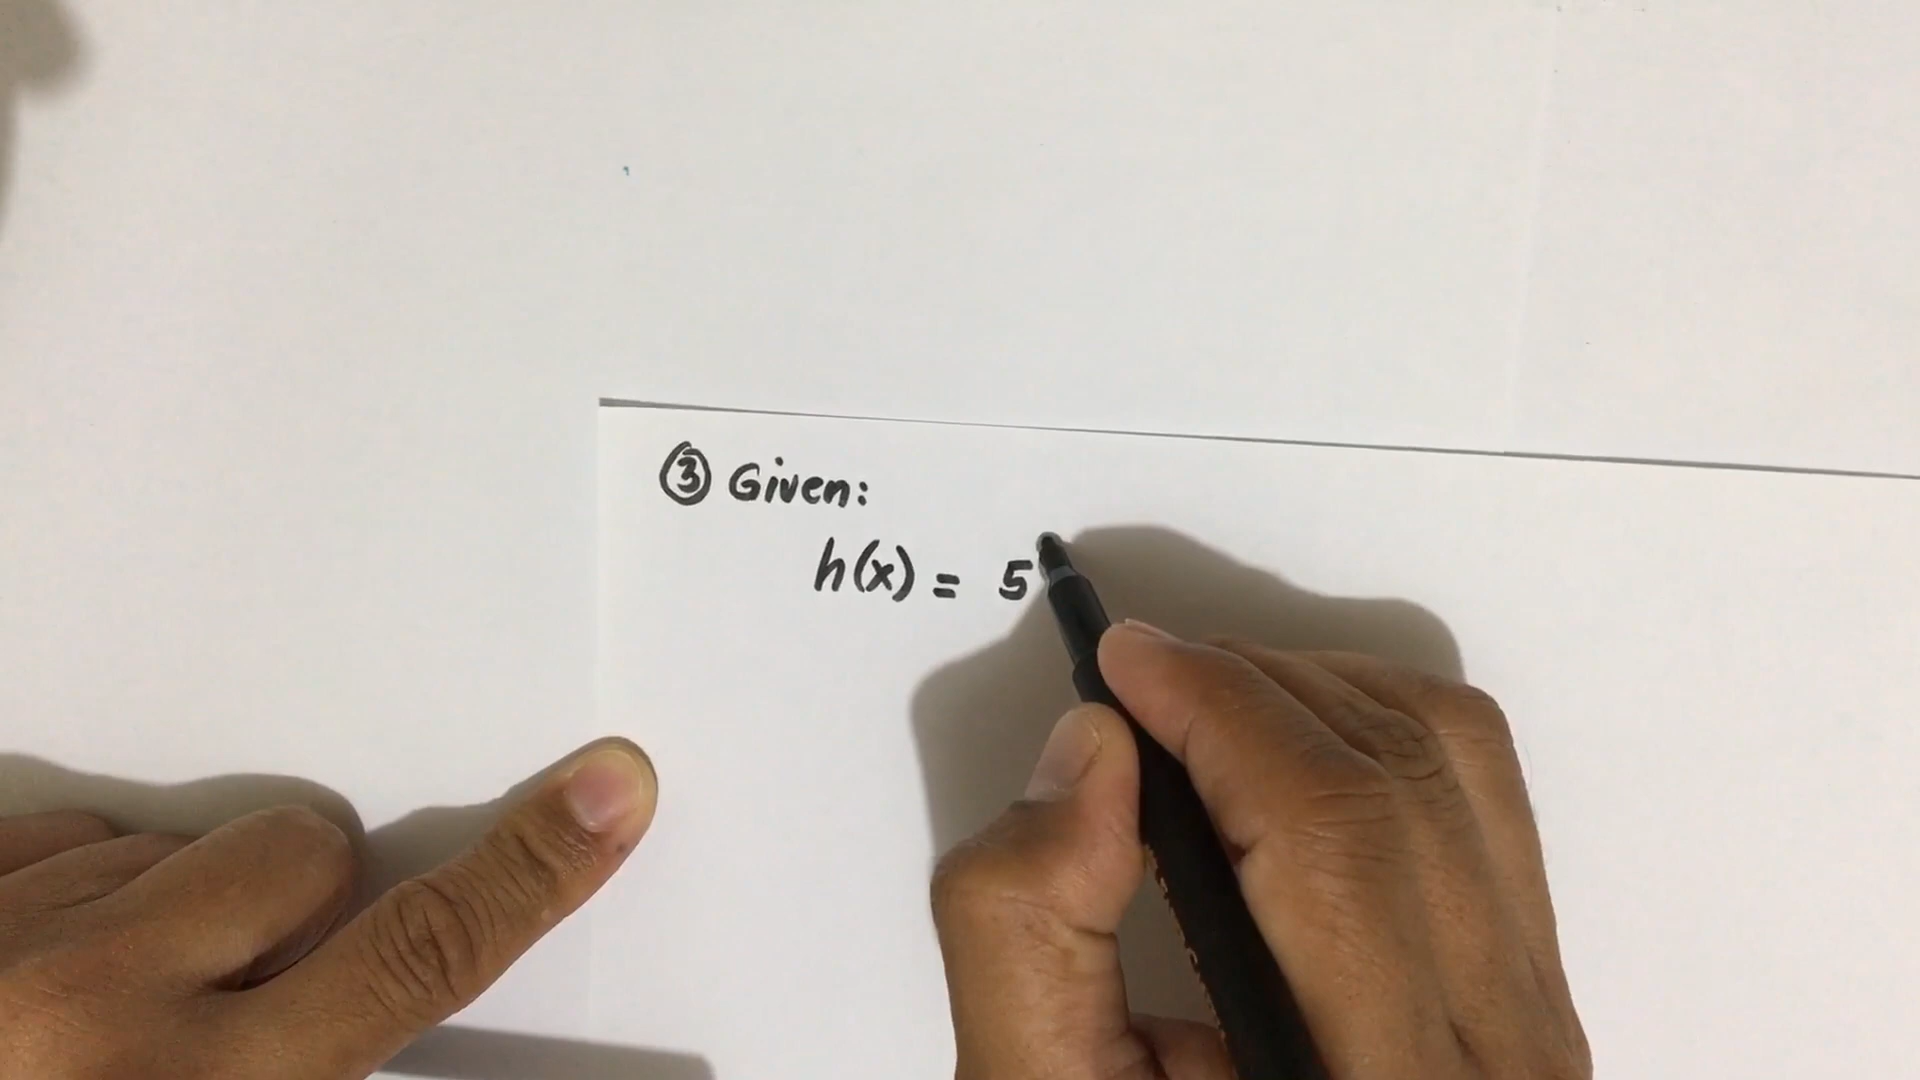 ③ Given:
h(x) = 5